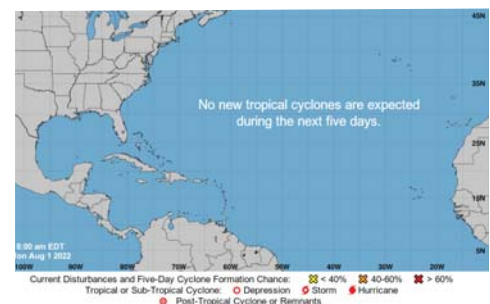 45N
35N
No new tropical cyclones are expected
during the next five days.
25N
15N
8:00 am EDT
Mon Aug 1 2022
5N
100W 90W 80W 70W 60W 50W 40W 30W 20W
Current Disturbances and Five-Day Cyclone Formation Chance: < 40% 40-60% > 60%
Tropical or Sub-Tropical Cyclone: Depression Storm Hurricane
Post-Tropical Cyclone or Remnants